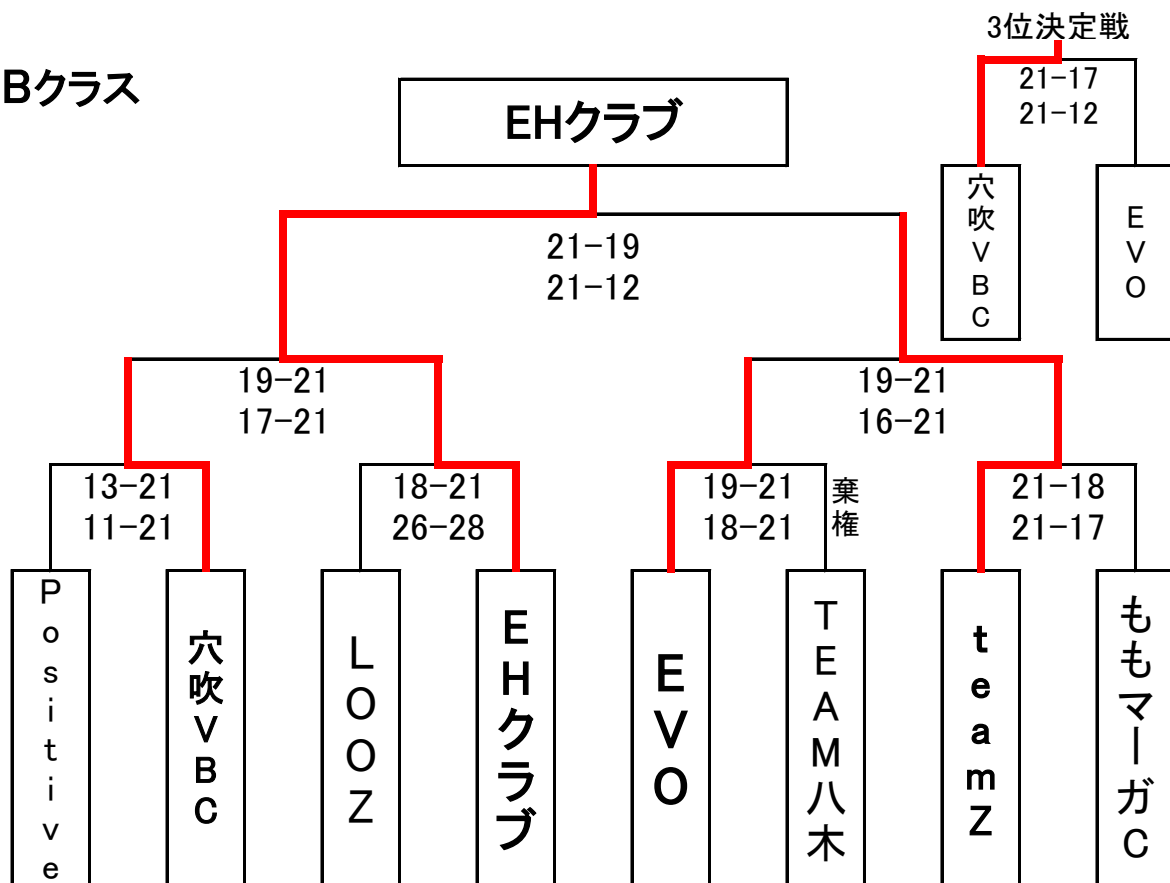 3位決定戦
Bクラス
EHクラブ
21-17
21-12
穴吹VBC
EVO
21-19
21-12
19-21
17-21
19-21
16-21
13-21
11-21
18-21
26-28
19-21
18-21
棄権
21-18
21-17
Positive
穴吹VBC
LOOZ
EHクラブ
EVO
TEAM八木
teamZ
ももマーガC